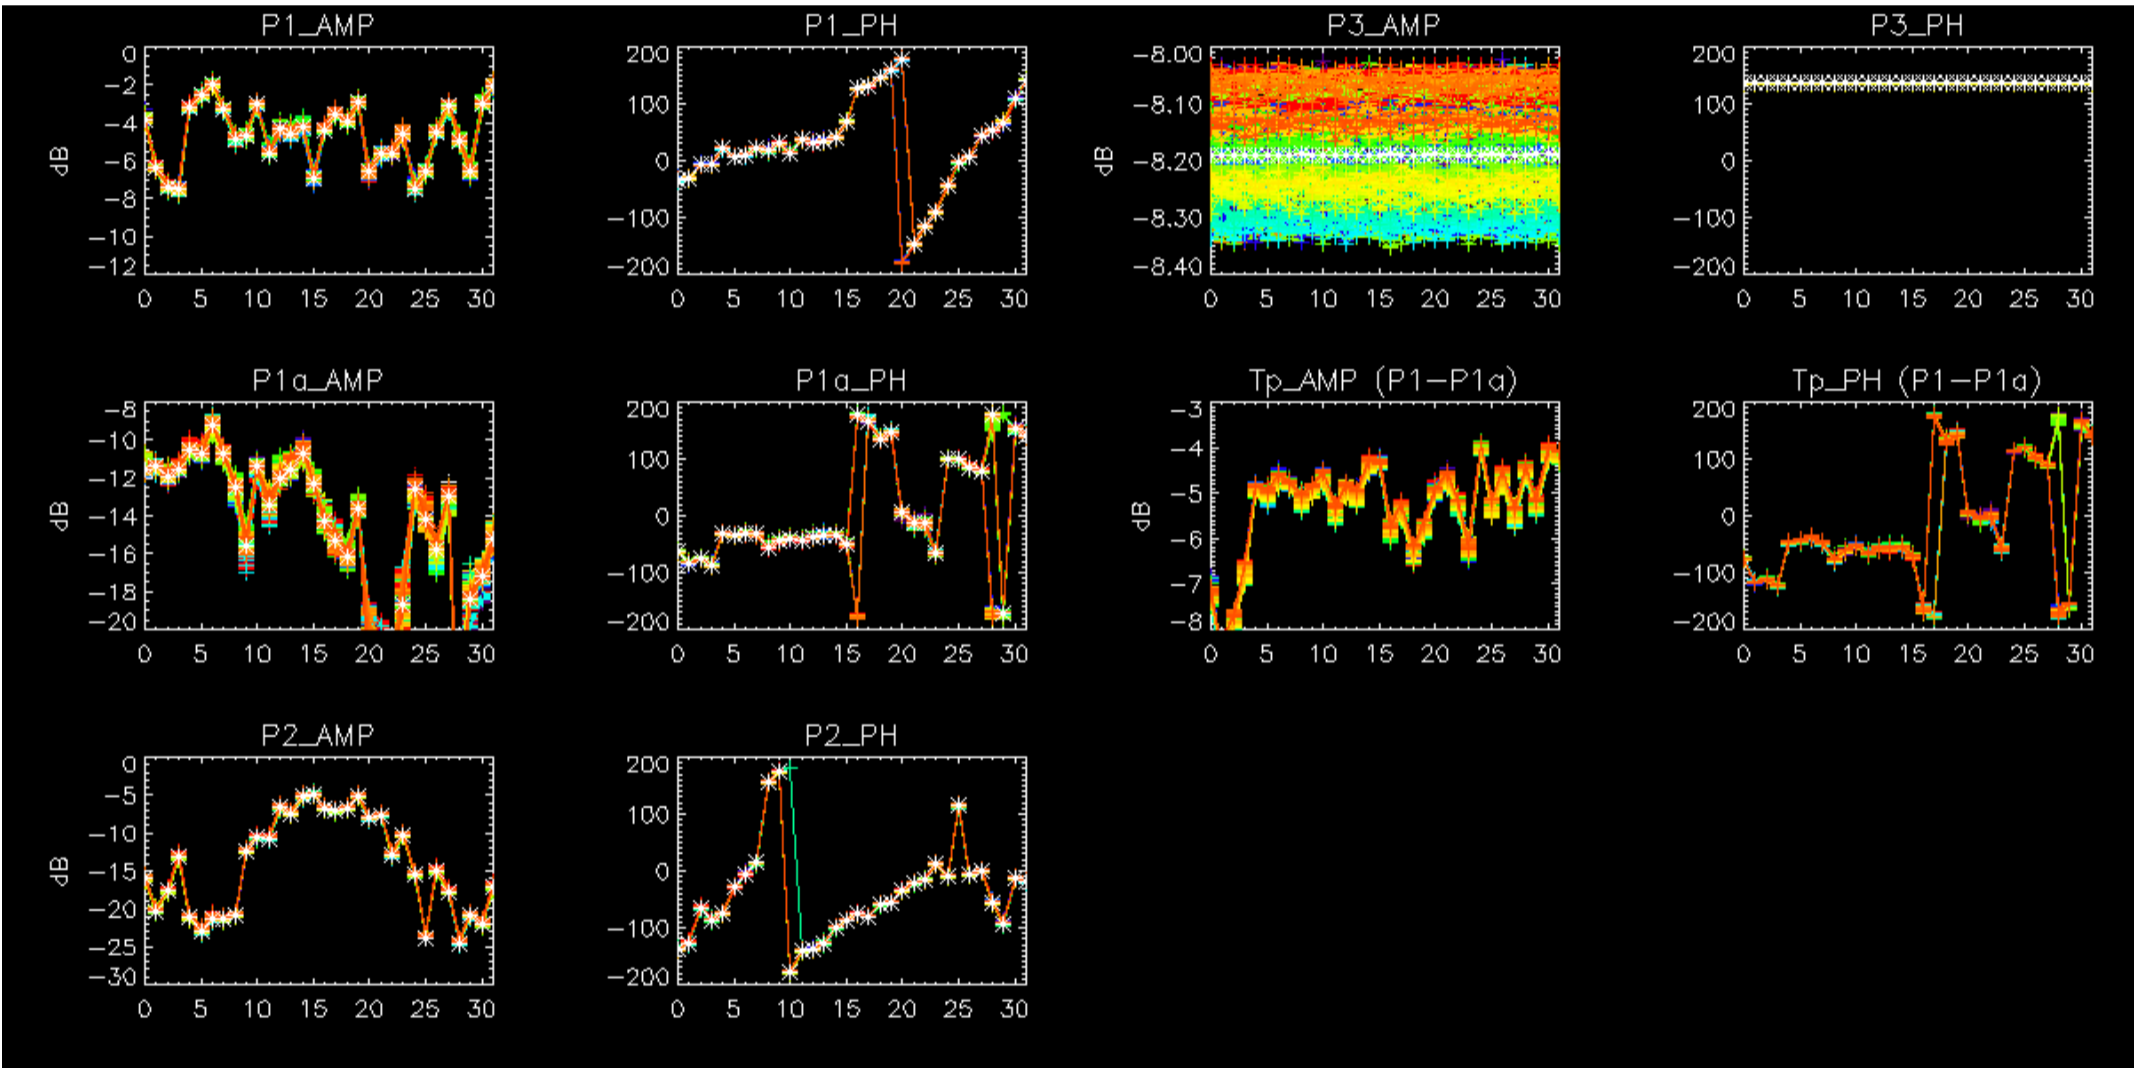 P1_AMP
P1_PH
P3_AMP
P3_PH
0
-2
-4
-6
-8
-10
-12
dB
0 5 10 15 20 25 30
200
100
0
-100
-200
0 5 10 15 20 25 30
-8.00
-8.10
-8.20
-8.30
-8.40
dB
0 5 10 15 20 25 30
200
100
0
-100
-200
0 5 10 15 20 25 30
P1a_AMP
P1a_PH
Tp_AMP (P1-P1a)
Tp_PH (P1-P1a)
-8
-10
-12
-14
-16
-18
-20
dB
0 5 10 15 20 25 30
200
100
0
-100
-200
0 5 10 15 20 25 30
-3
-4
-5
-6
-7
-8
dB
0 5 10 15 20 25 30
200
100
0
-100
-200
0 5 10 15 20 25 30
P2_AMP
P2_PH
0
-5
-10
-15
-20
-25
-30
dB
0 5 10 15 20 25 30
200
100
0
-100
-200
0 5 10 15 20 25 30